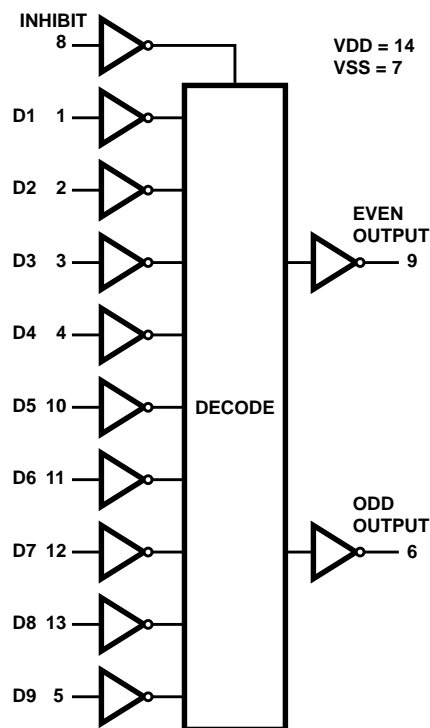 INHIBIT
8
VDD = 14
VSS = 7
D1 1
D2 2
D3 3
D4 4
D5 10
D6 11
D7 12
D8 13
D9 5
DECODE
EVEN
OUTPUT
9
ODD
OUTPUT
6